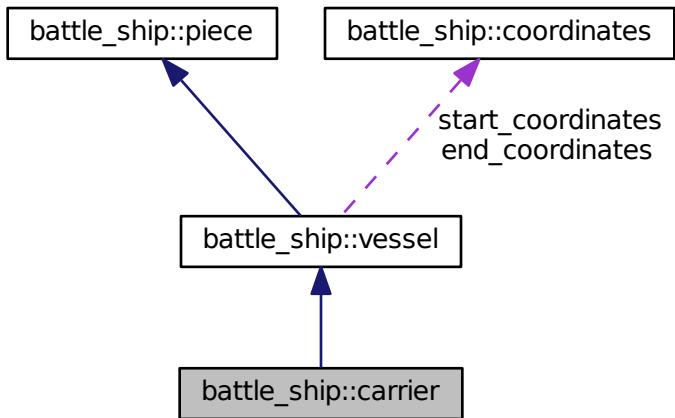 battle_ship::piece
battle_ship::coordinates
start_coordinates
end_coordinates
battle_ship::vessel
battle_ship::carrier